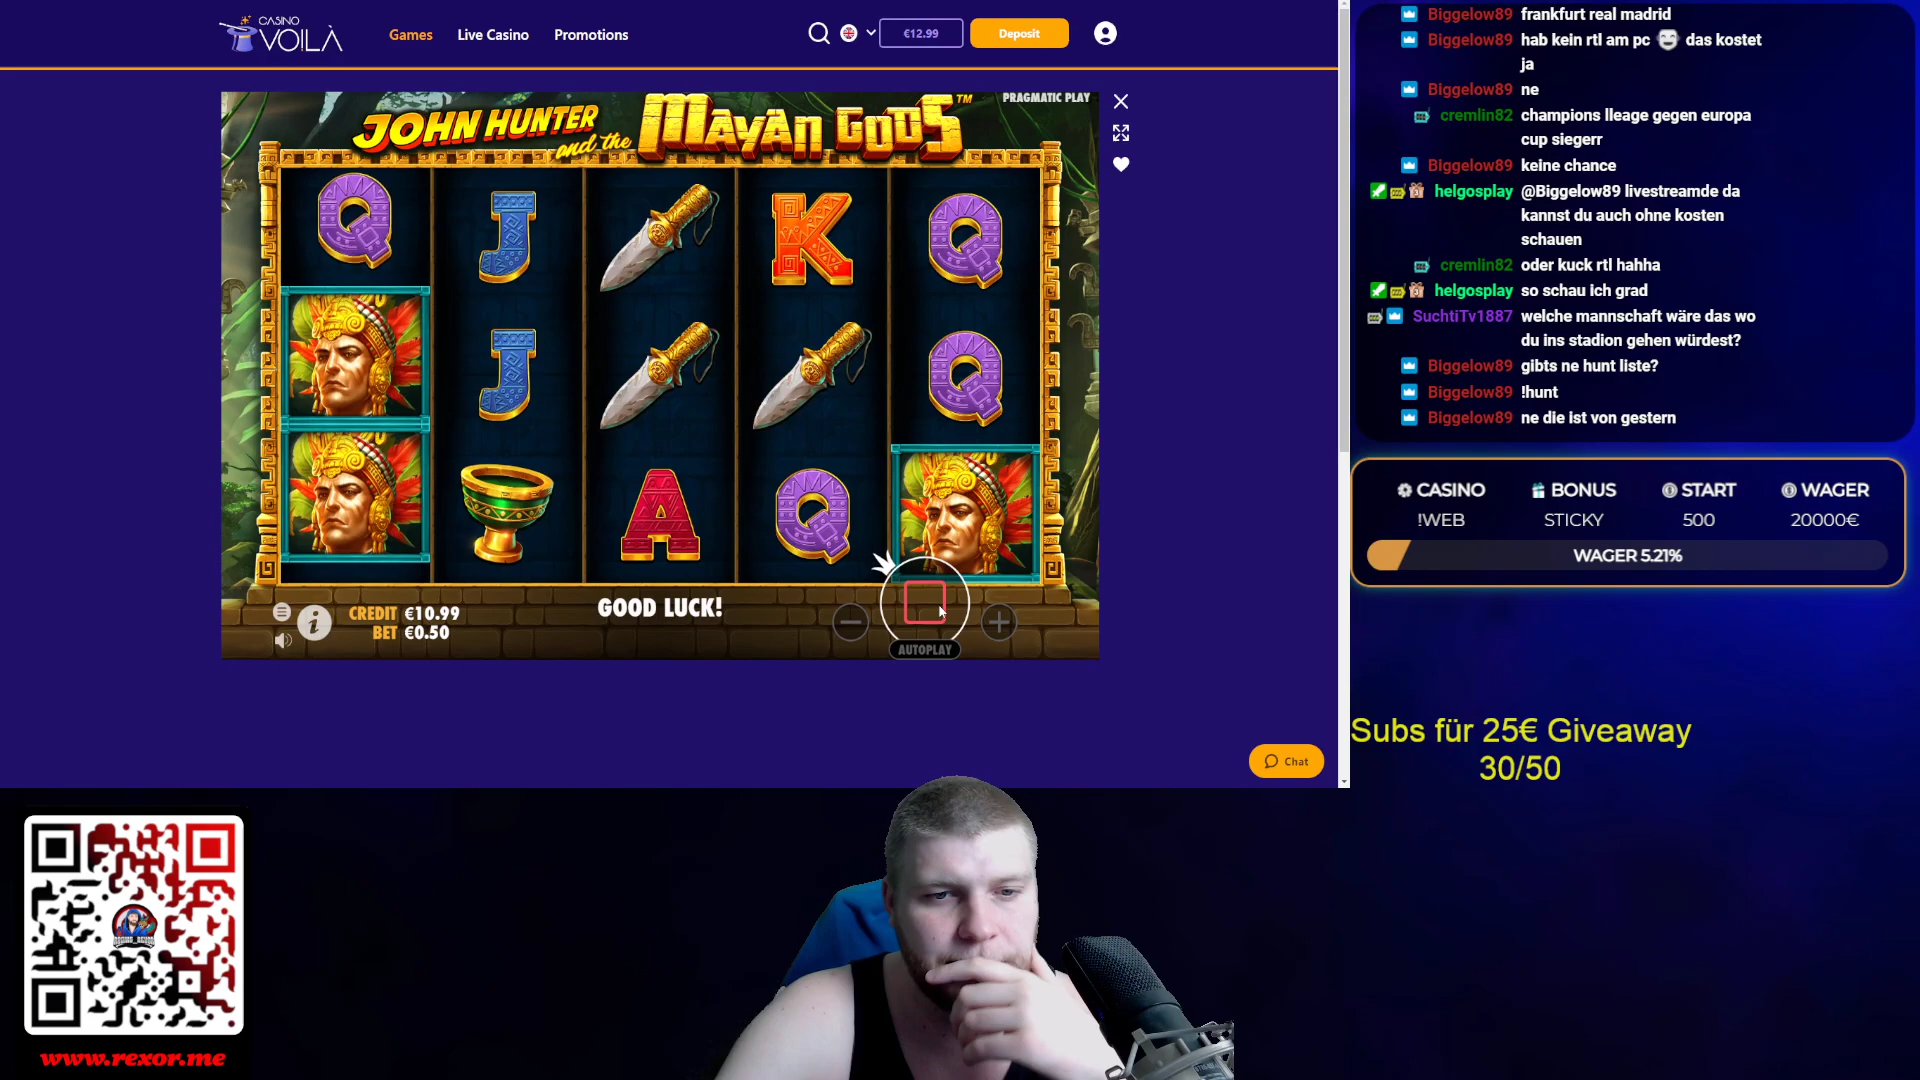 CASINO
VOILÀ
Games
Live Casino
Promotions
€12.99
Deposit
JOHN HUNTER
and the
MAYAN GODS™
PRAGMATIC PLAY
Q
J
K
Q
J
Q
A
Q
CREDIT €10.99
BET €0.50
GOOD LUCK!
AUTOPLAY
Chat
Biggelow89 frankfurt real madrid
Biggelow89 hab kein rtl am pc das kostet
ja
Biggelow89 ne
cremlin82 champions lleage gegen europa
cup siegerr
Biggelow89 keine chance
helgosplay @Biggelow89 livestreamde da
kannst du auch ohne kosten
schauen
cremlin82 oder kuck rtl hahha
helgosplay so schau ich grad
SuchtiTv1887 welche mannschaft wäre das wo
du ins stadion gehen würdest?
Biggelow89 gibts ne hunt liste?
Biggelow89 !hunt
Biggelow89 ne die ist von gestern
CASINO BONUS START WAGER
!WEB STICKY 500 20000€
WAGER 5.21%
Subs für 25€ Giveaway
30/50
www.rexor.me